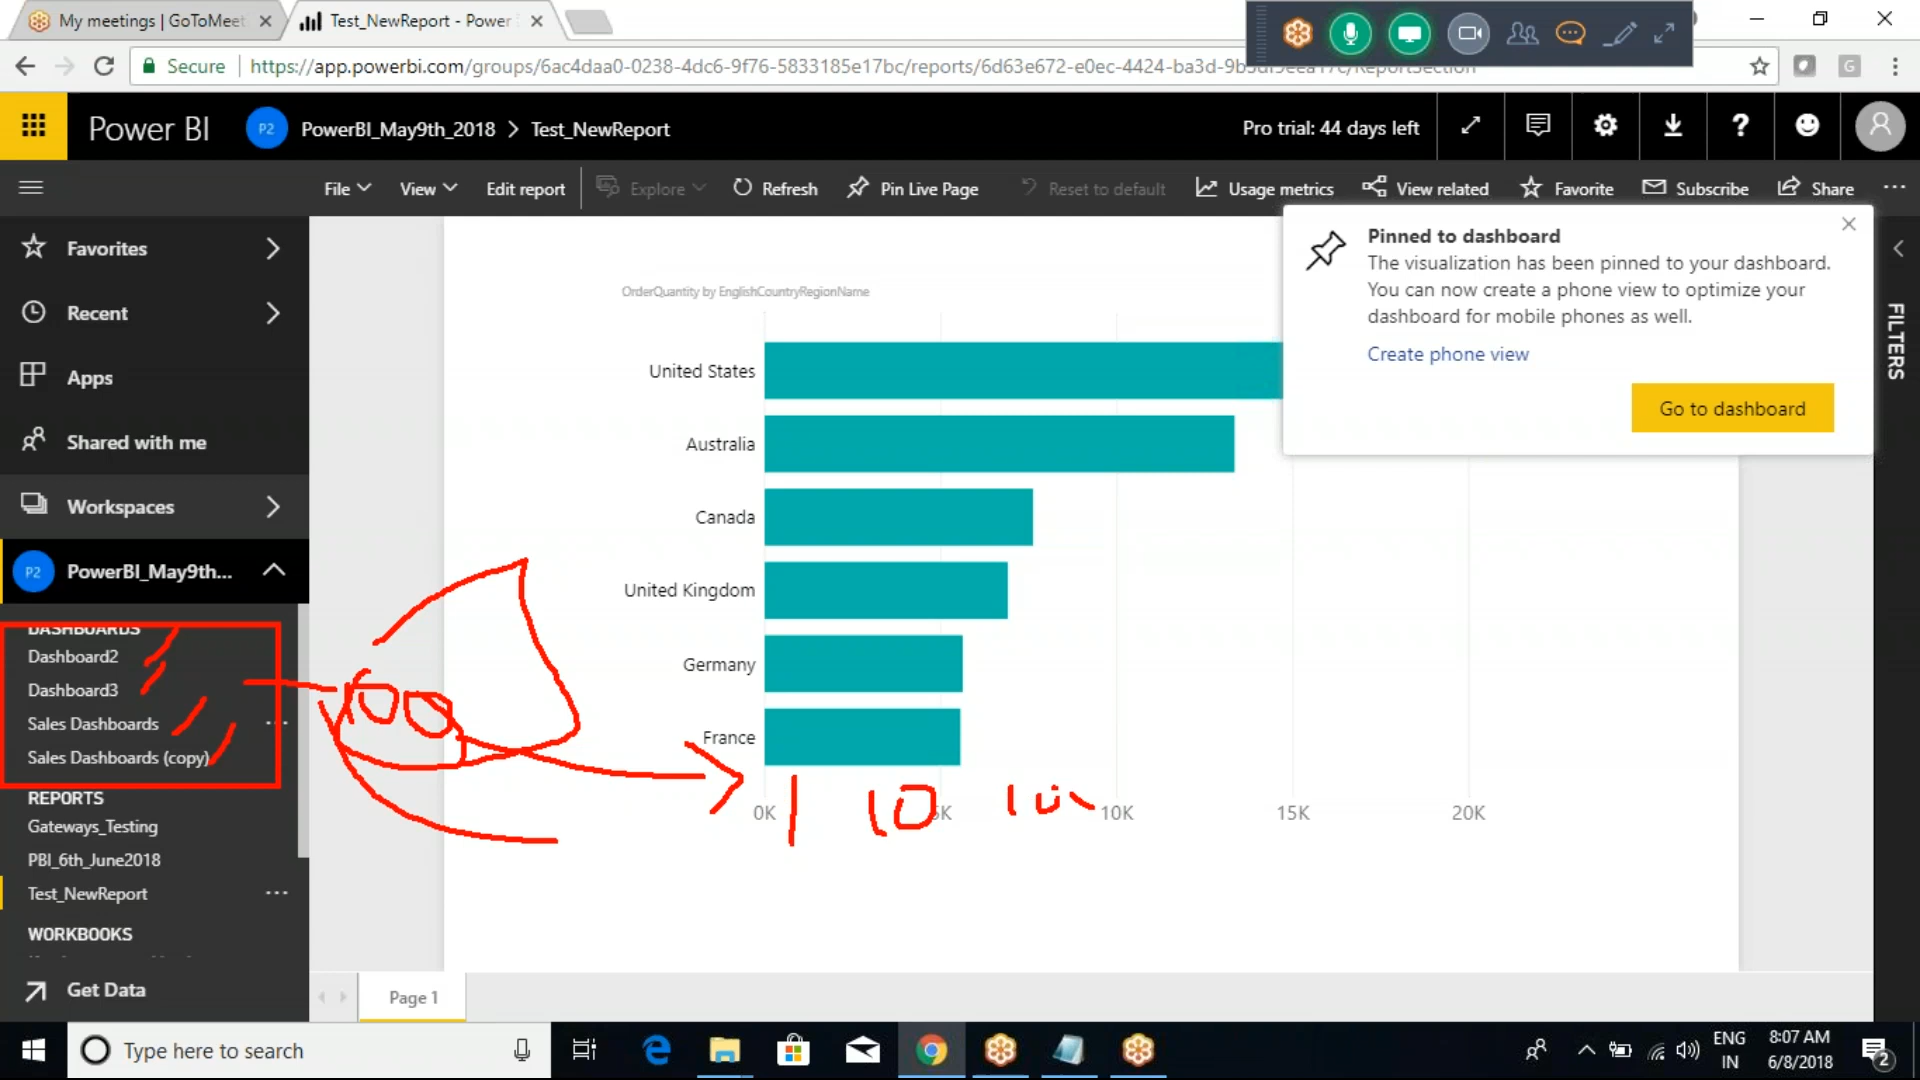 My meetings | GoToMeet
Test_NewReport - Power
Secure
https://app.powerbi.com/groups/6ac4daa0-0238-4dc6-9f76-5833185e17bc/reports/6d63e672-e0ec-4424-ba3d-
G
Power BI
P2
PowerBI_May9th_2018 > Test_NewReport
Pro trial: 44 days left
?
File
View
Edit report
Explore
Refresh
Pin Live Page
Reset to default
Usage metrics
View related
Favorite
Subscribe
Share
Favorites
Recent
Apps
Shared with me
Workspaces
P2
PowerBI_May9th...
DASHBOARDS
Dashboard2
Dashboard3
Sales Dashboards
Sales Dashboards (copy)
REPORTS
Gateways_Testing
PBI_6th_June2018
Test_NewReport
WORKBOOKS
Get Data
OrderQuantity by EnglishCountryRegionName
United States
Australia
Canada
United Kingdom
Germany
France
0K
5K
10K
15K
20K
100
1 10
Pinned to dashboard
The visualization has been pinned to your dashboard.
You can now create a phone view to optimize your
dashboard for mobile phones as well.
Create phone view
Go to dashboard
FILTERS
Page 1
Type here to search
ENG
IN
8:07 AM
6/8/2018
2